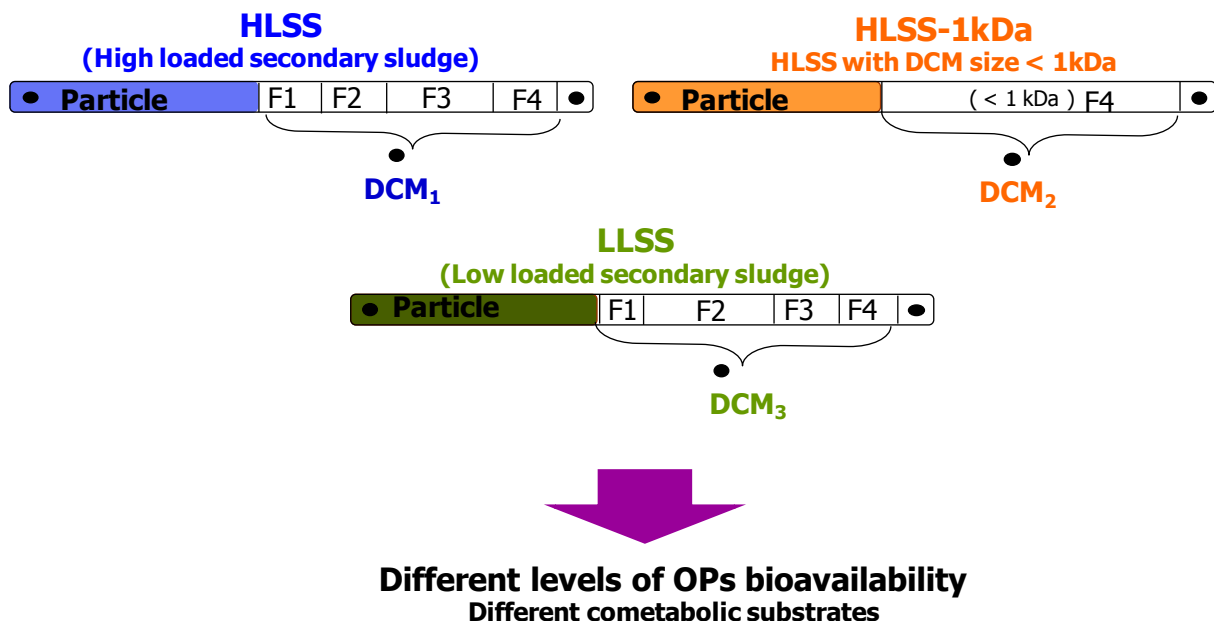 HLSS
(High loaded secondary sludge)
Particle F1 F2 F3 F4
DCM₁
HLSS-1kDa
HLSS with DCM size < 1kDa
Particle ( < 1 kDa ) F4
DCM₂
LLSS
(Low loaded secondary sludge)
Particle F1 F2 F3 F4
DCM₃
Different levels of OPs bioavailability
Different cometabolic substrates